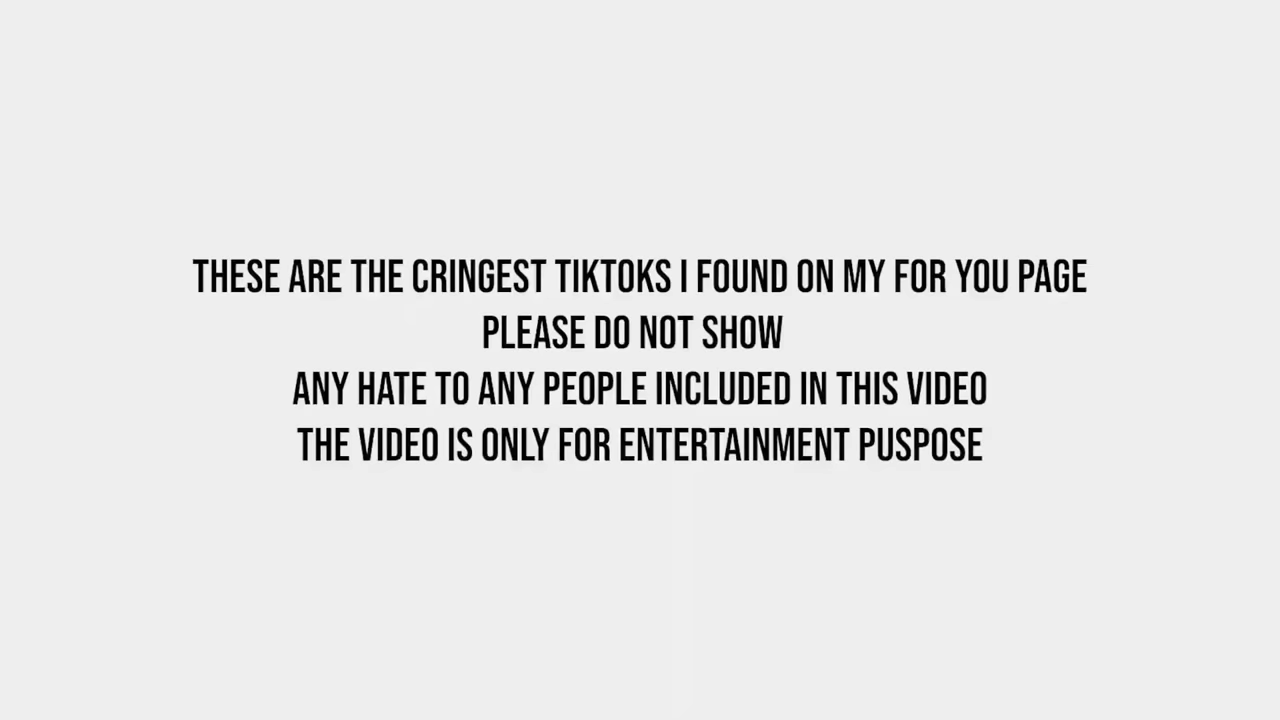 THESE ARE THE CRINGEST TIKTOKS I FOUND ON MY FOR YOU PAGE
PLEASE DO NOT SHOW
ANY HATE TO ANY PEOPLE INCLUDED IN THIS VIDEO
THE VIDEO IS ONLY FOR ENTERTAINMENT PUSPOSE